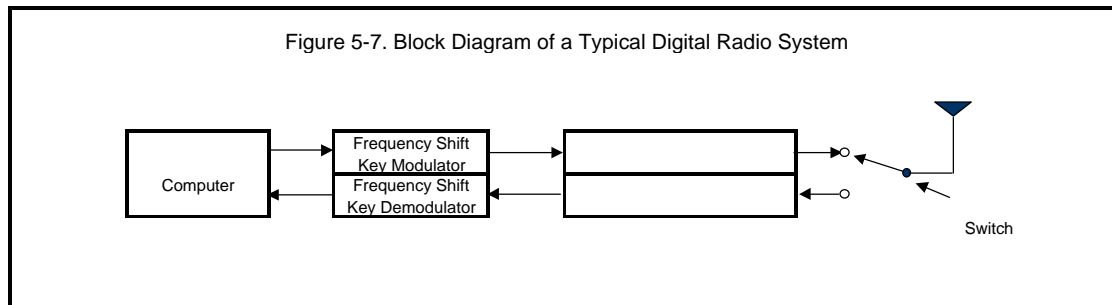 Figure 5-7. Block Diagram of a Typical Digital Radio System
Frequency Shift
Key Modulator
Computer
Frequency Shift
Key Demodulator
Switch